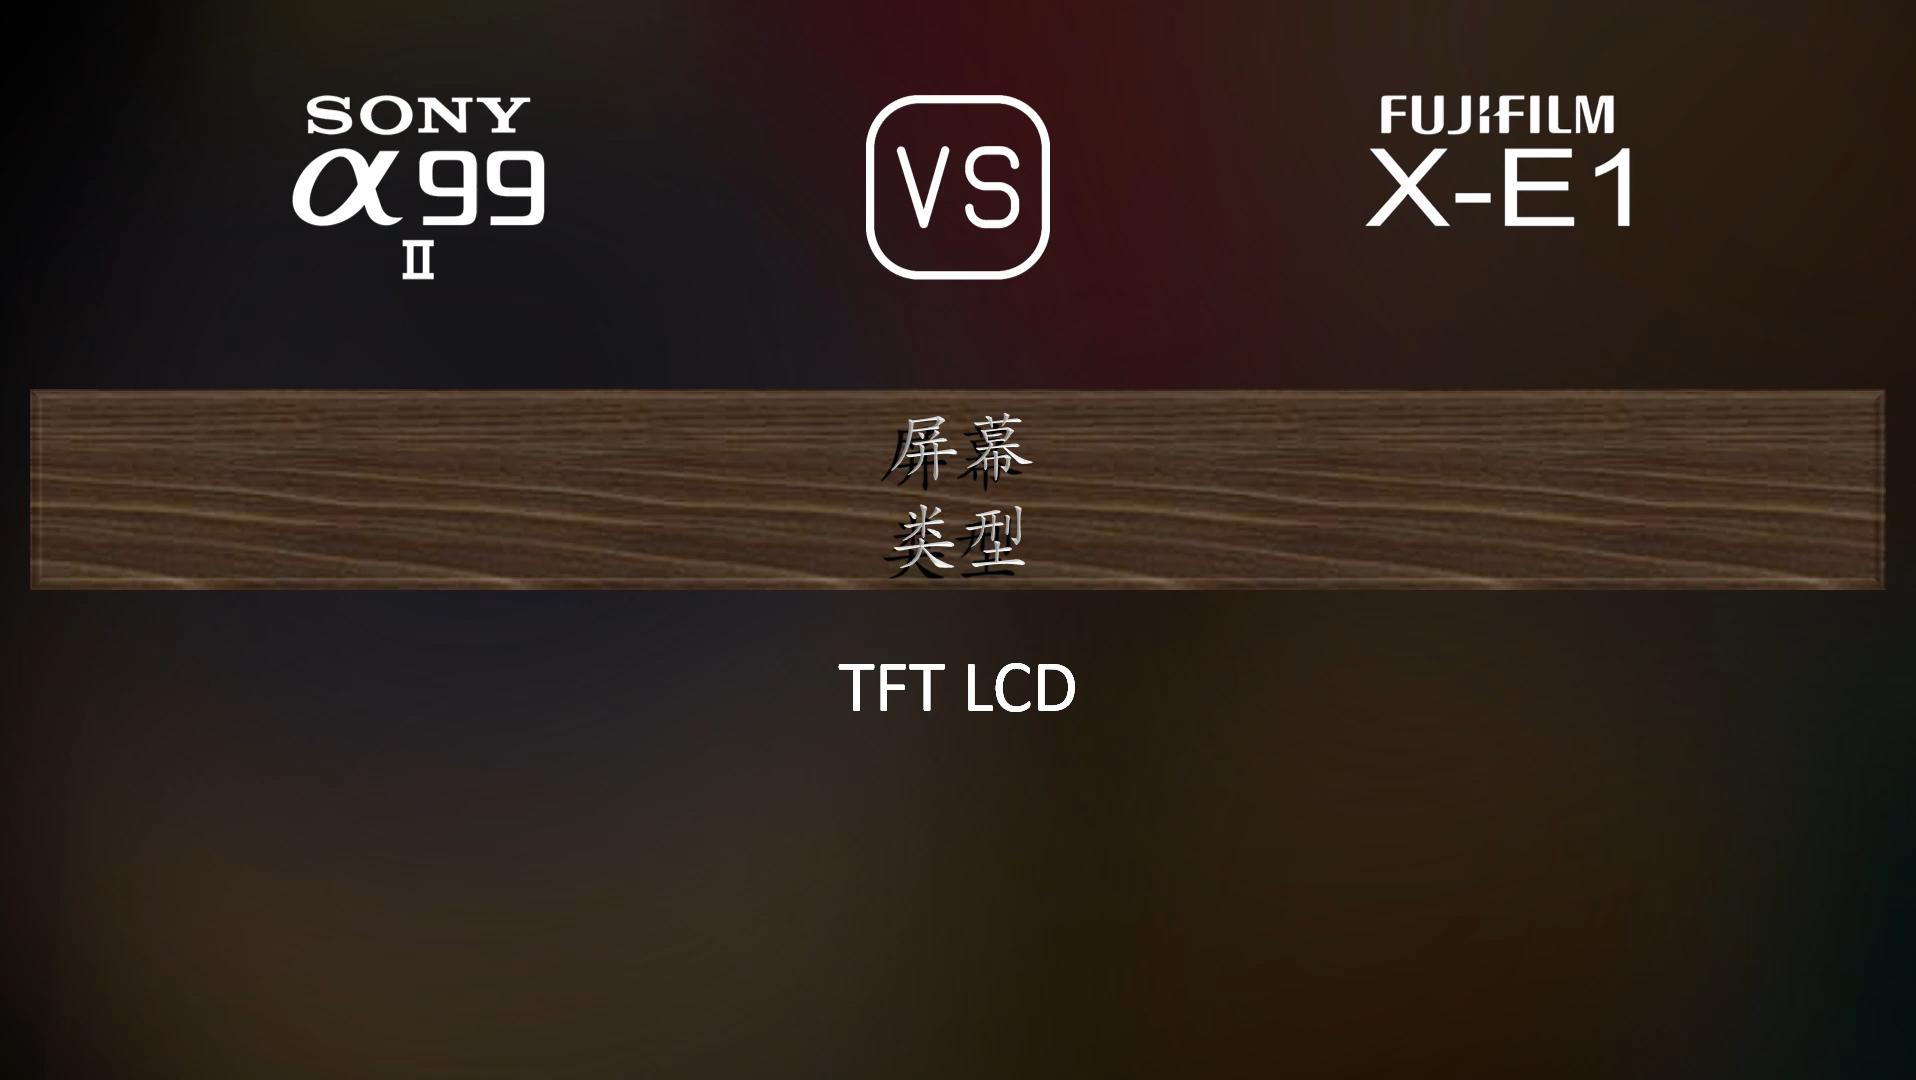 SONY
α99
II
VS
FUJIFILM
X-E1
屏幕
类型
TFT LCD